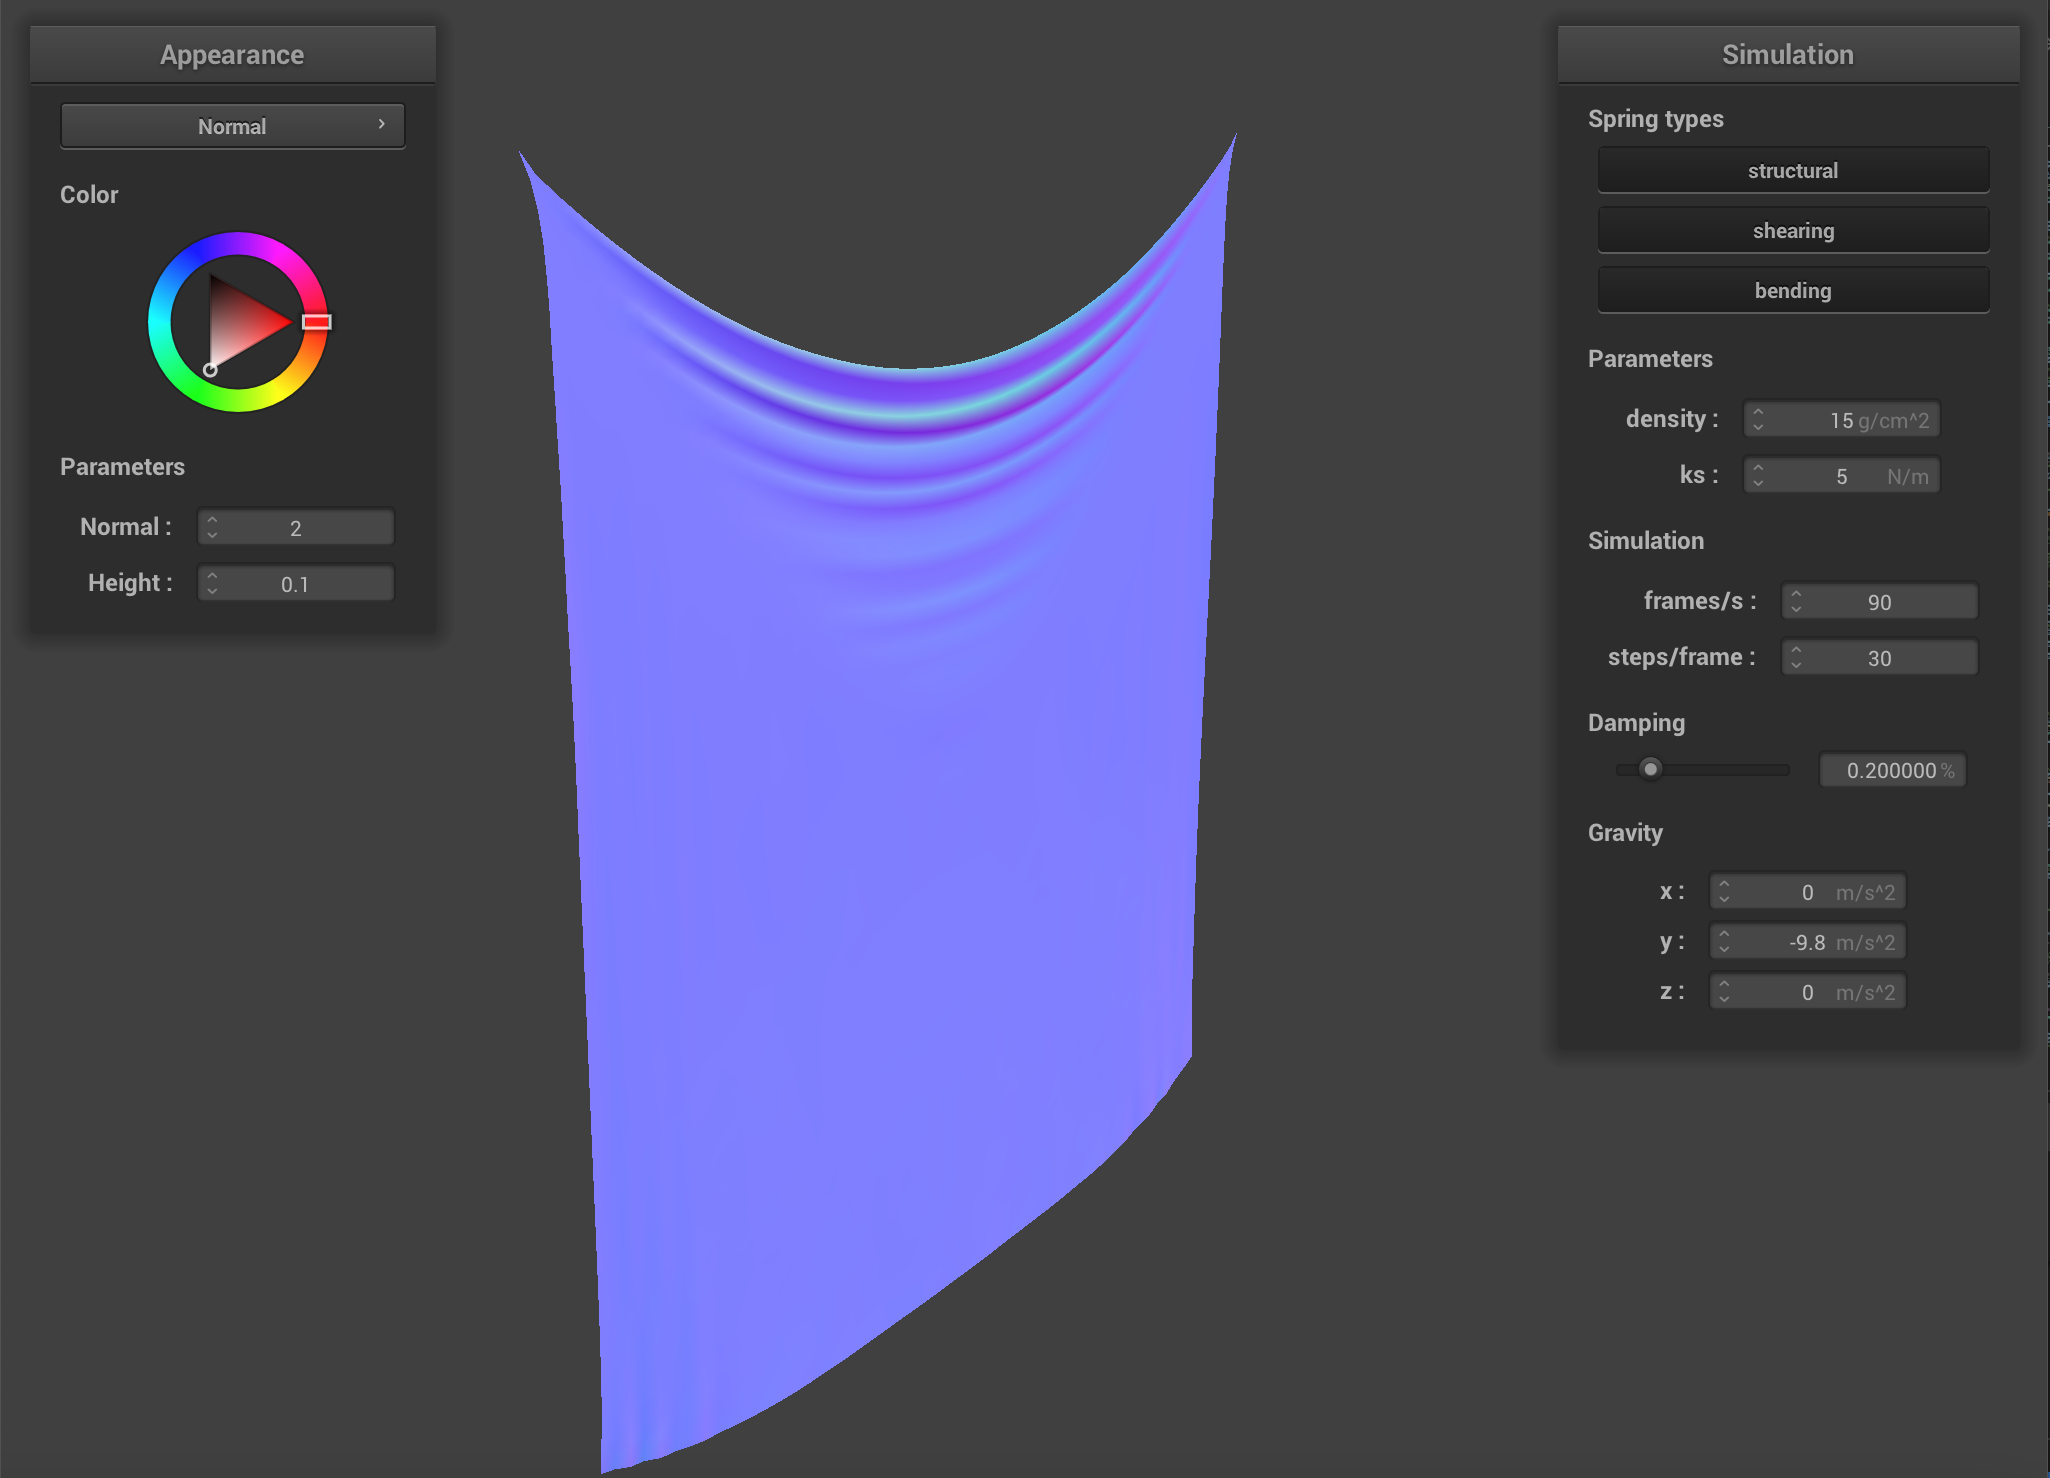 Appearance
Normal
Color
Parameters
Normal : 2
Height : 0.1
Simulation
Spring types
structural
shearing
bending
Parameters
density : 15 g/cm^2
ks : 5 N/m
Simulation
frames/s : 90
steps/frame : 30
Damping
0.200000 %
Gravity
x : 0 m/s^2
y : -9.8 m/s^2
z : 0 m/s^2